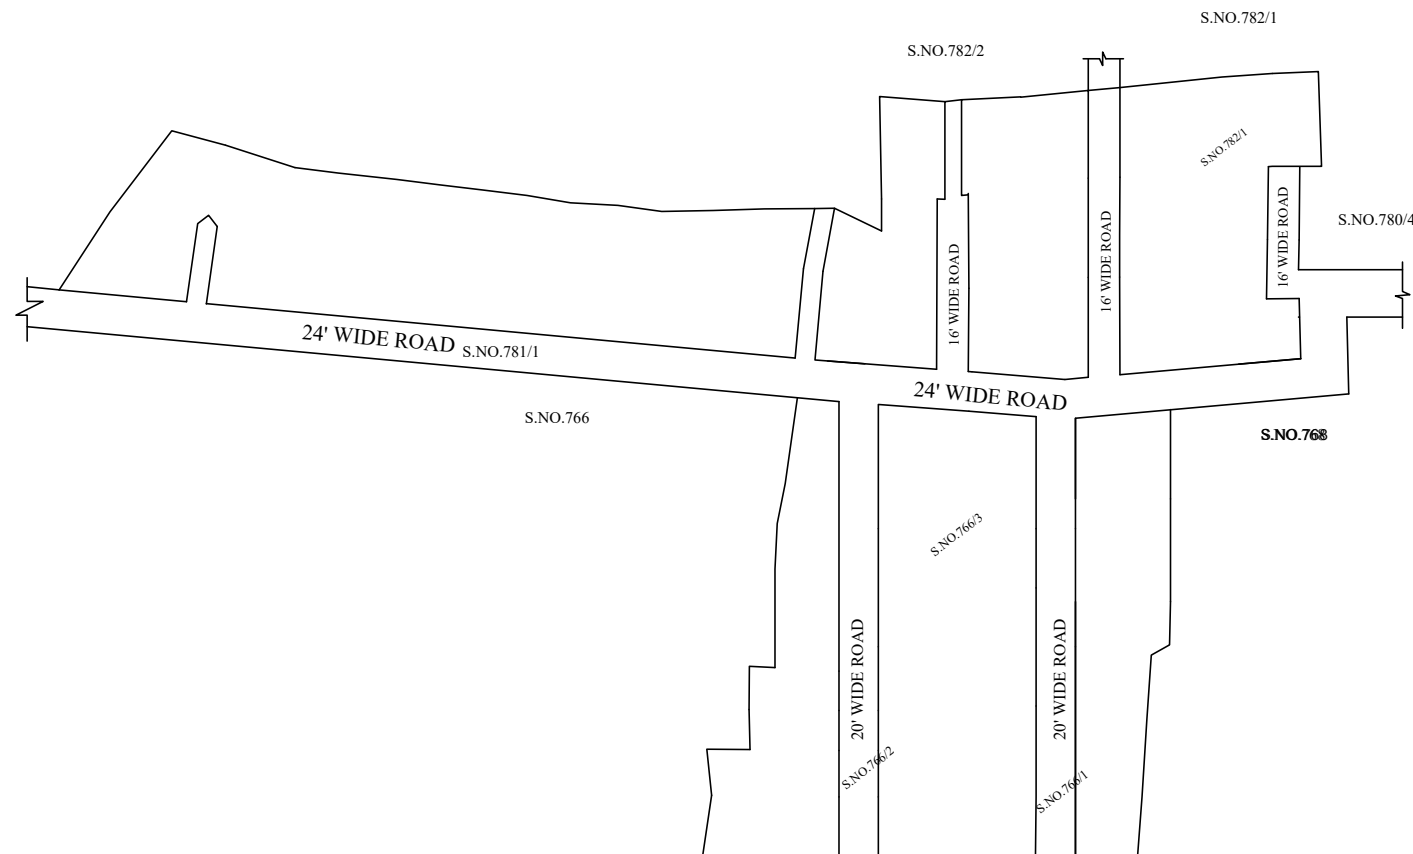 S.NO.782/1
S.NO.782/2
S.NO.782/1
S.NO.780/4
16' WIDE ROAD
16' WIDE ROAD
16' WIDE ROAD
24' WIDE ROAD
S.NO.781/1
24' WIDE ROAD
S.NO.766
S.NO.768
S.NO.766/3
20' WIDE ROAD
20' WIDE ROAD
S.NO.766/2
S.NO.766/1